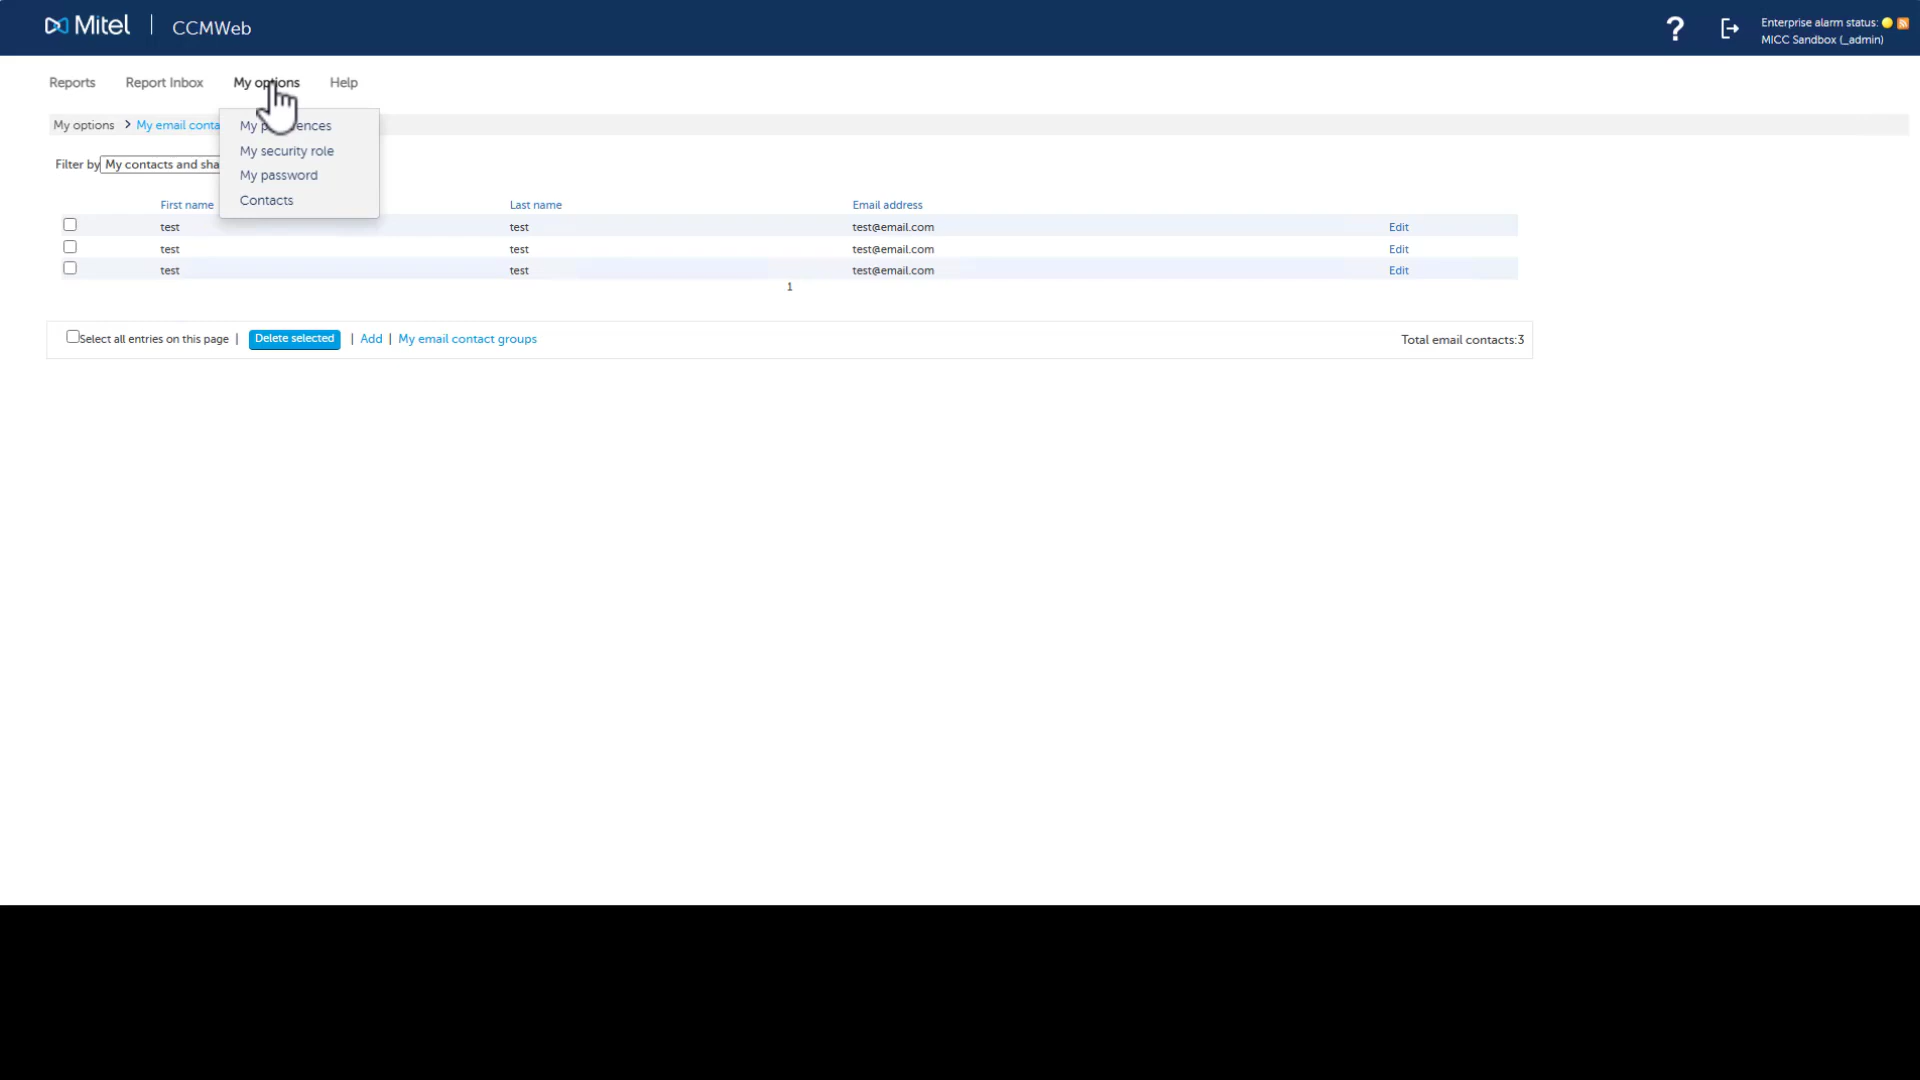 Mitel | CCMWeb
Enterprise alarm status:
MICC Sandbox (_admin)
?
Reports Report Inbox My options Help
My options > My email conta
My
My security role
My password
Contacts
Filter by My contacts and sha
First name Last name Email address
test test test@email.com Edit
test test test@email.com Edit
test test test@email.com Edit
1
Select all entries on this page | Delete selected | Add | My email contact groups
Total email contacts:3